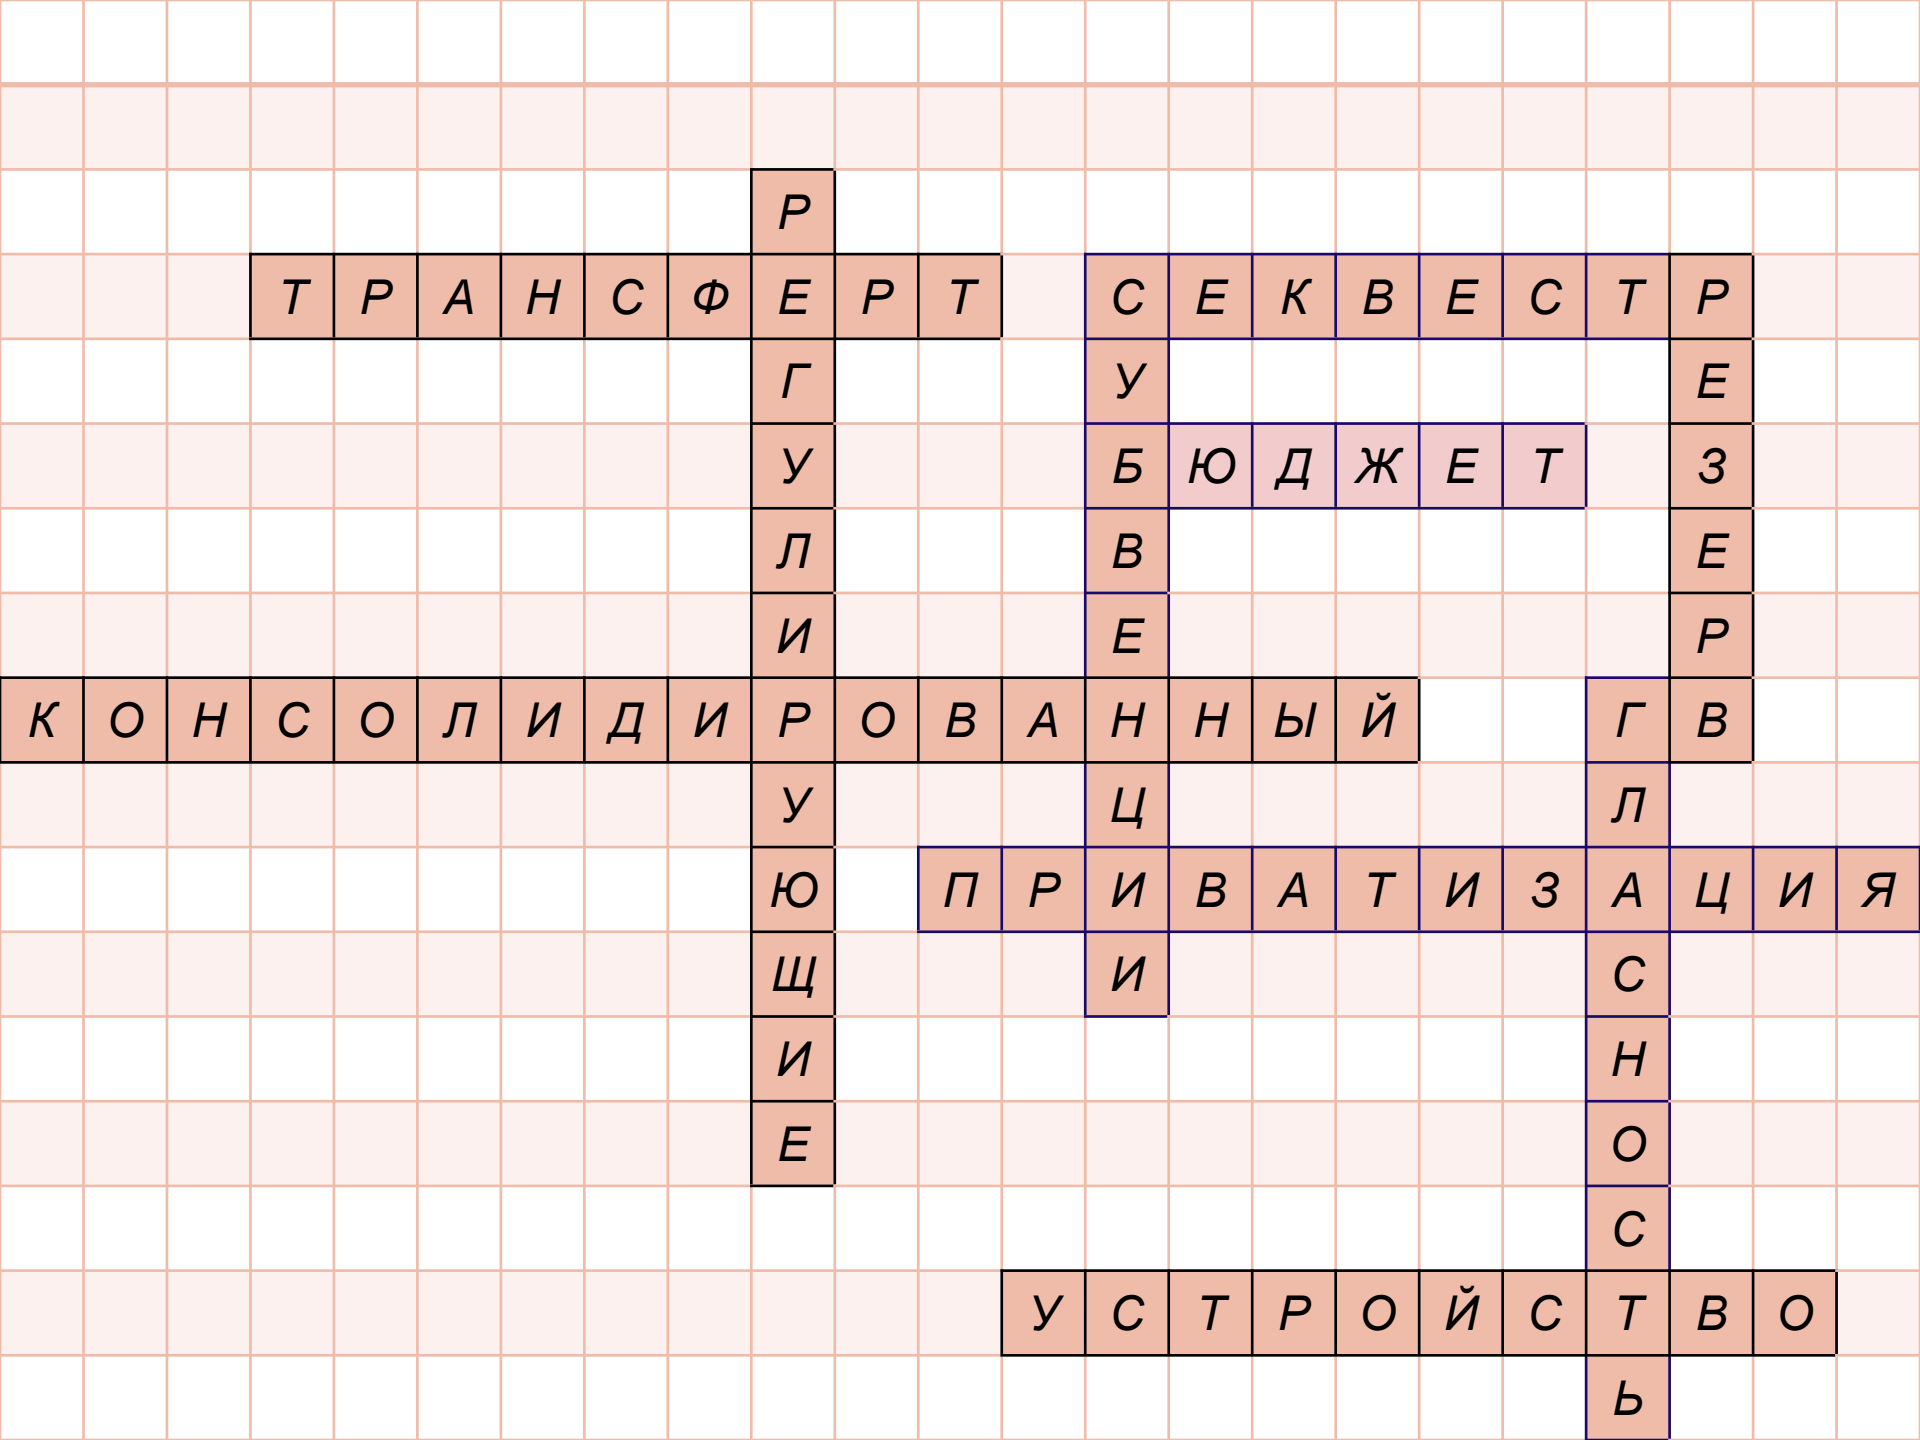 РЕГУЛИРУЮЩИЕ
ТРАНСФЕРТ
СЕКВЕСТР
СУБВЕНЦИИ
РЕЗЕРВ
БЮДЖЕТ
КОНСОЛИДИРОВАННЫЙ
ГЛАСНОСТЬ
ПРИВАТИЗАЦИЯ
УСТРОЙСТВО